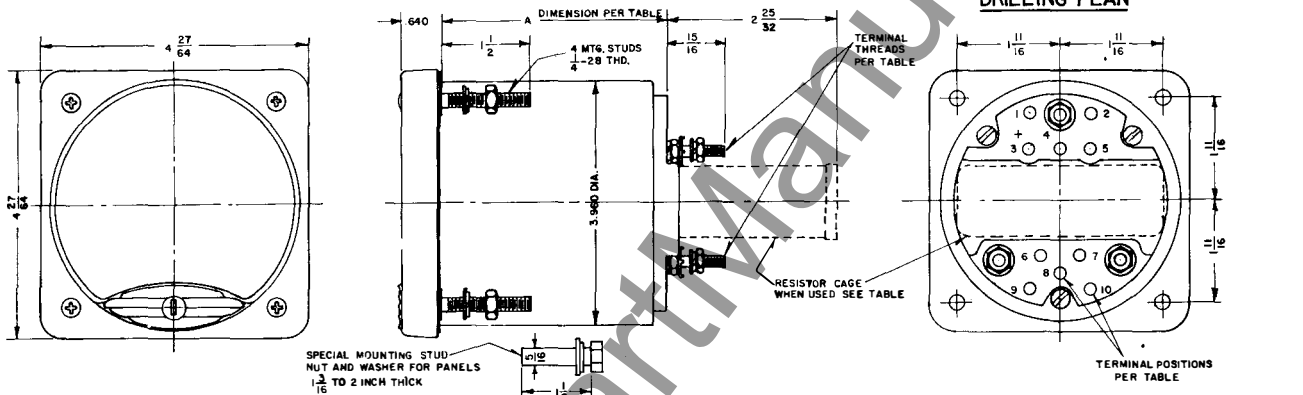 DRILLING PLAN
.640
A
DIMENSION PER TABLE
2 25/32
4 27/64
1 1/2
15/16
4 MTG. STUDS
1/4-28 THD.
TERMINAL
THREADS
PER TABLE
1 11/16
1 11/16
4 27/64
3.960 DIA.
1
2
+
4
3
5
1 11/16
1 11/16
6
7
8
9
10
RESISTOR CAGE
WHEN USED SEE TABLE
SPECIAL MOUNTING STUD
NUT AND WASHER FOR PANELS
1 3/16 TO 2 INCH THICK
5/16
TERMINAL POSITIONS
PER TABLE